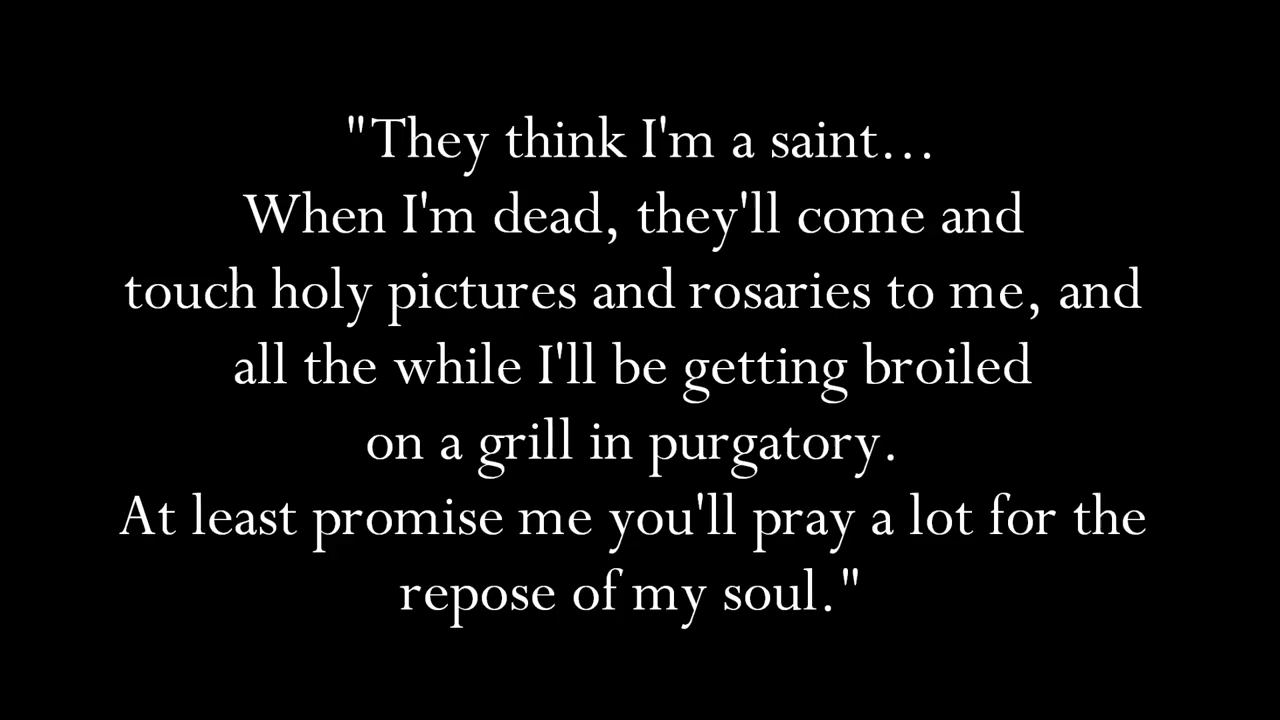 "They think I'm a saint...
When I'm dead, they'll come and
touch holy pictures and rosaries to me, and
all the while I'll be getting broiled
on a grill in purgatory.
At least promise me you'll pray a lot for the
repose of my soul."